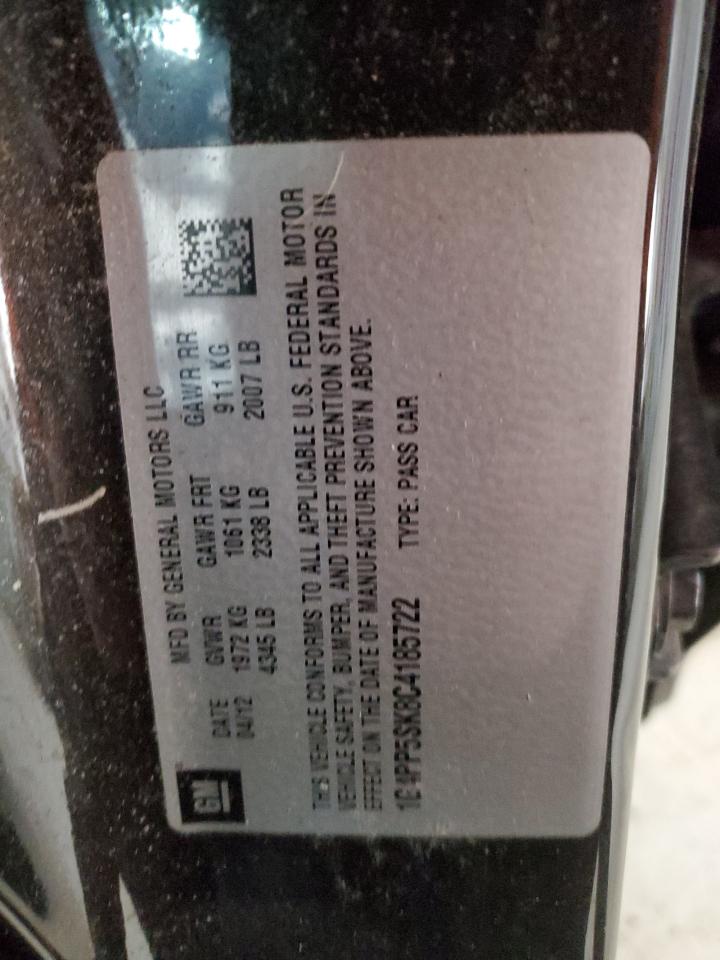 GM
MFD BY GENERAL MOTORS LLC
DATE GVWR GAWR FRT GAWR RR
04/12 1972 KG 1061 KG 911 KG
4345 LB 2338 LB 2007 LB
THIS VEHICLE CONFORMS TO ALL APPLICABLE U.S. FEDERAL MOTOR
VEHICLE SAFETY, BUMPER, AND THEFT PREVENTION STANDARDS IN
EFFECT ON THE DATE OF MANUFACTURE SHOWN ABOVE.
1G4PP5SK8C4185722 TYPE: PASS CAR